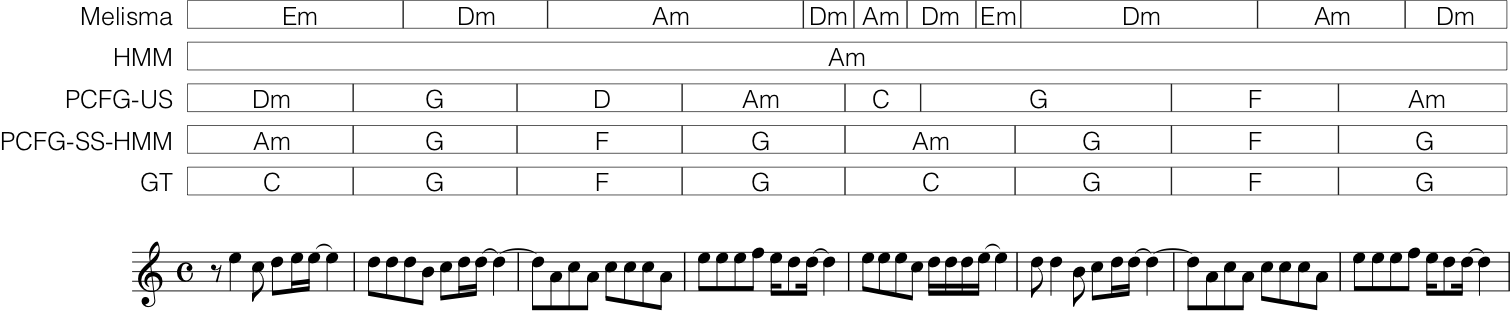 Melisma Em Dm Am Dm Am Dm Em Dm Am Dm
HMM Am
PCFG-US Dm G D Am C G F Am
PCFG-SS-HMM Am G F G Am G F G
GT C G F G C G F G